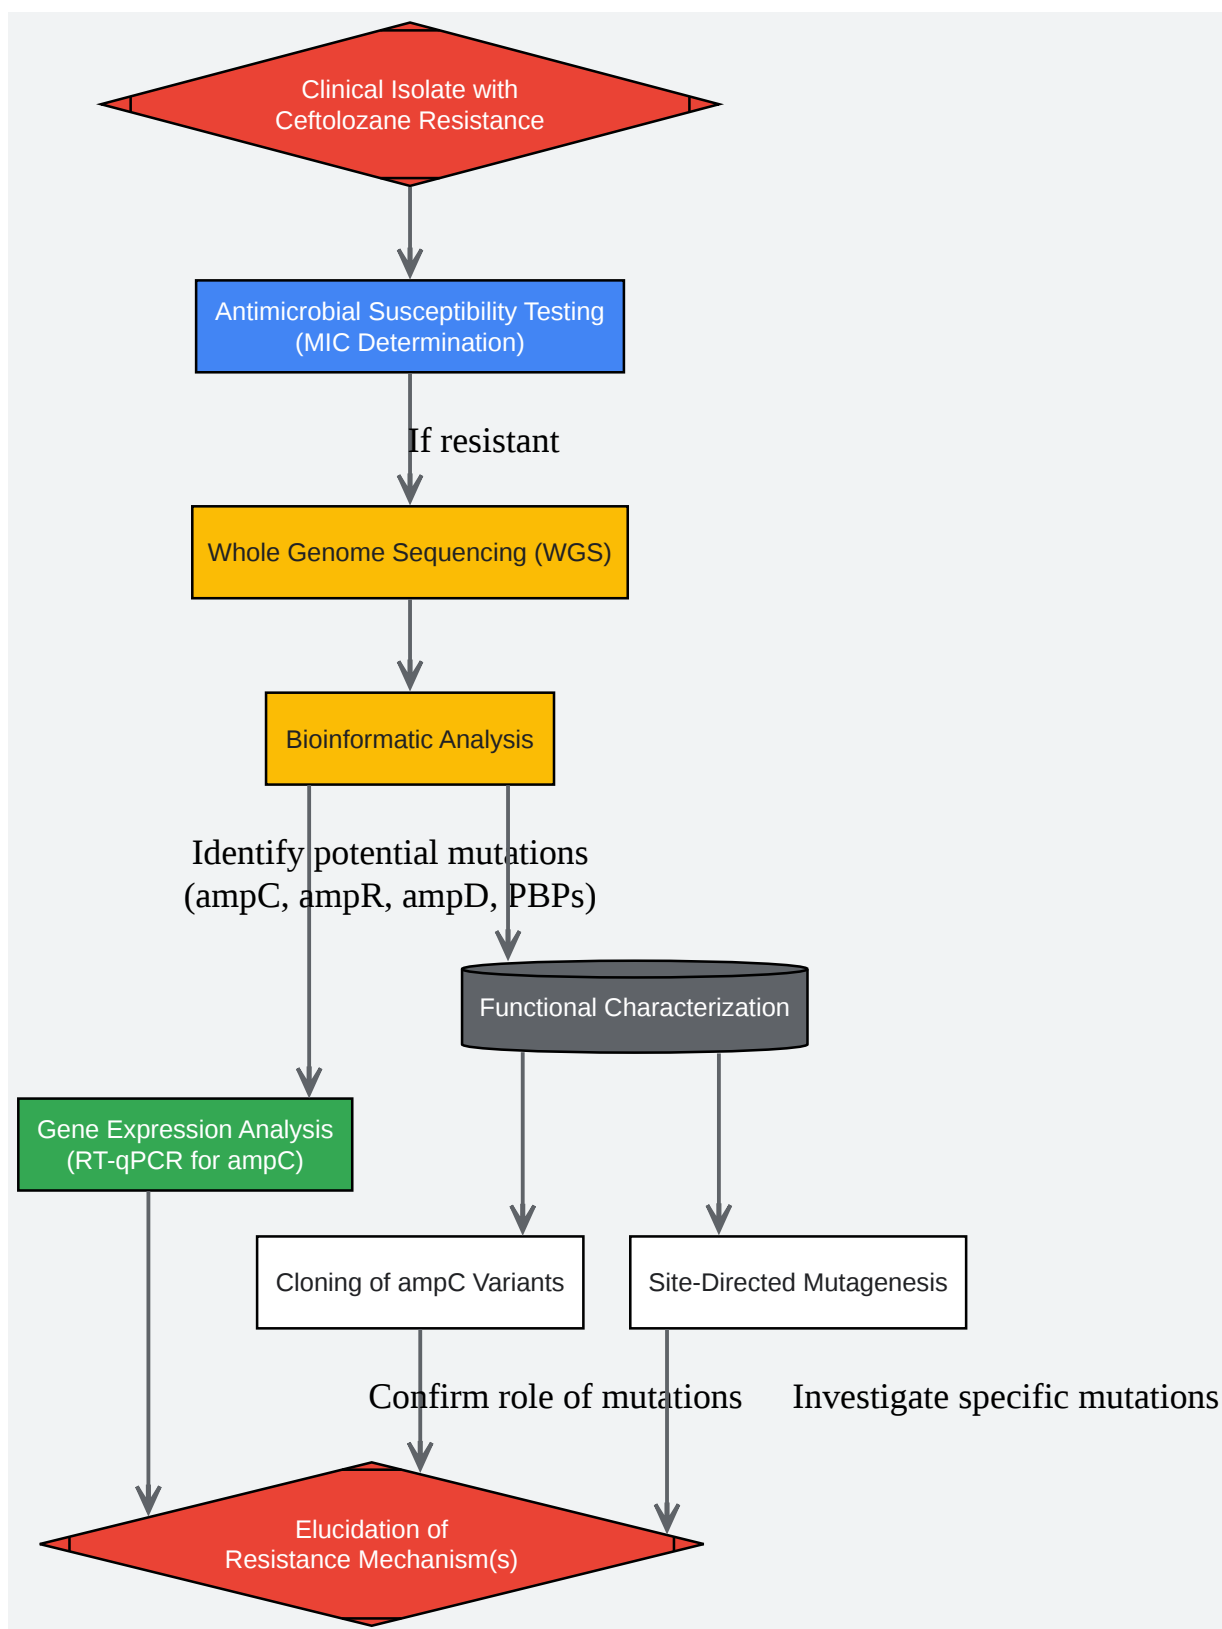 Clinical Isolate with
Ceftolozane Resistance
Antimicrobial Susceptibility Testing
(MIC Determination)
If resistant
Whole Genome Sequencing (WGS)
Bioinformatic Analysis
Identify potential mutations
(ampC, ampR, ampD, PBPs)
Functional Characterization
Gene Expression Analysis
(RT-qPCR for ampC)
Cloning of ampC Variants
Site-Directed Mutagenesis
Confirm role of mutations
Investigate specific mutations
Elucidation of
Resistance Mechanism(s)